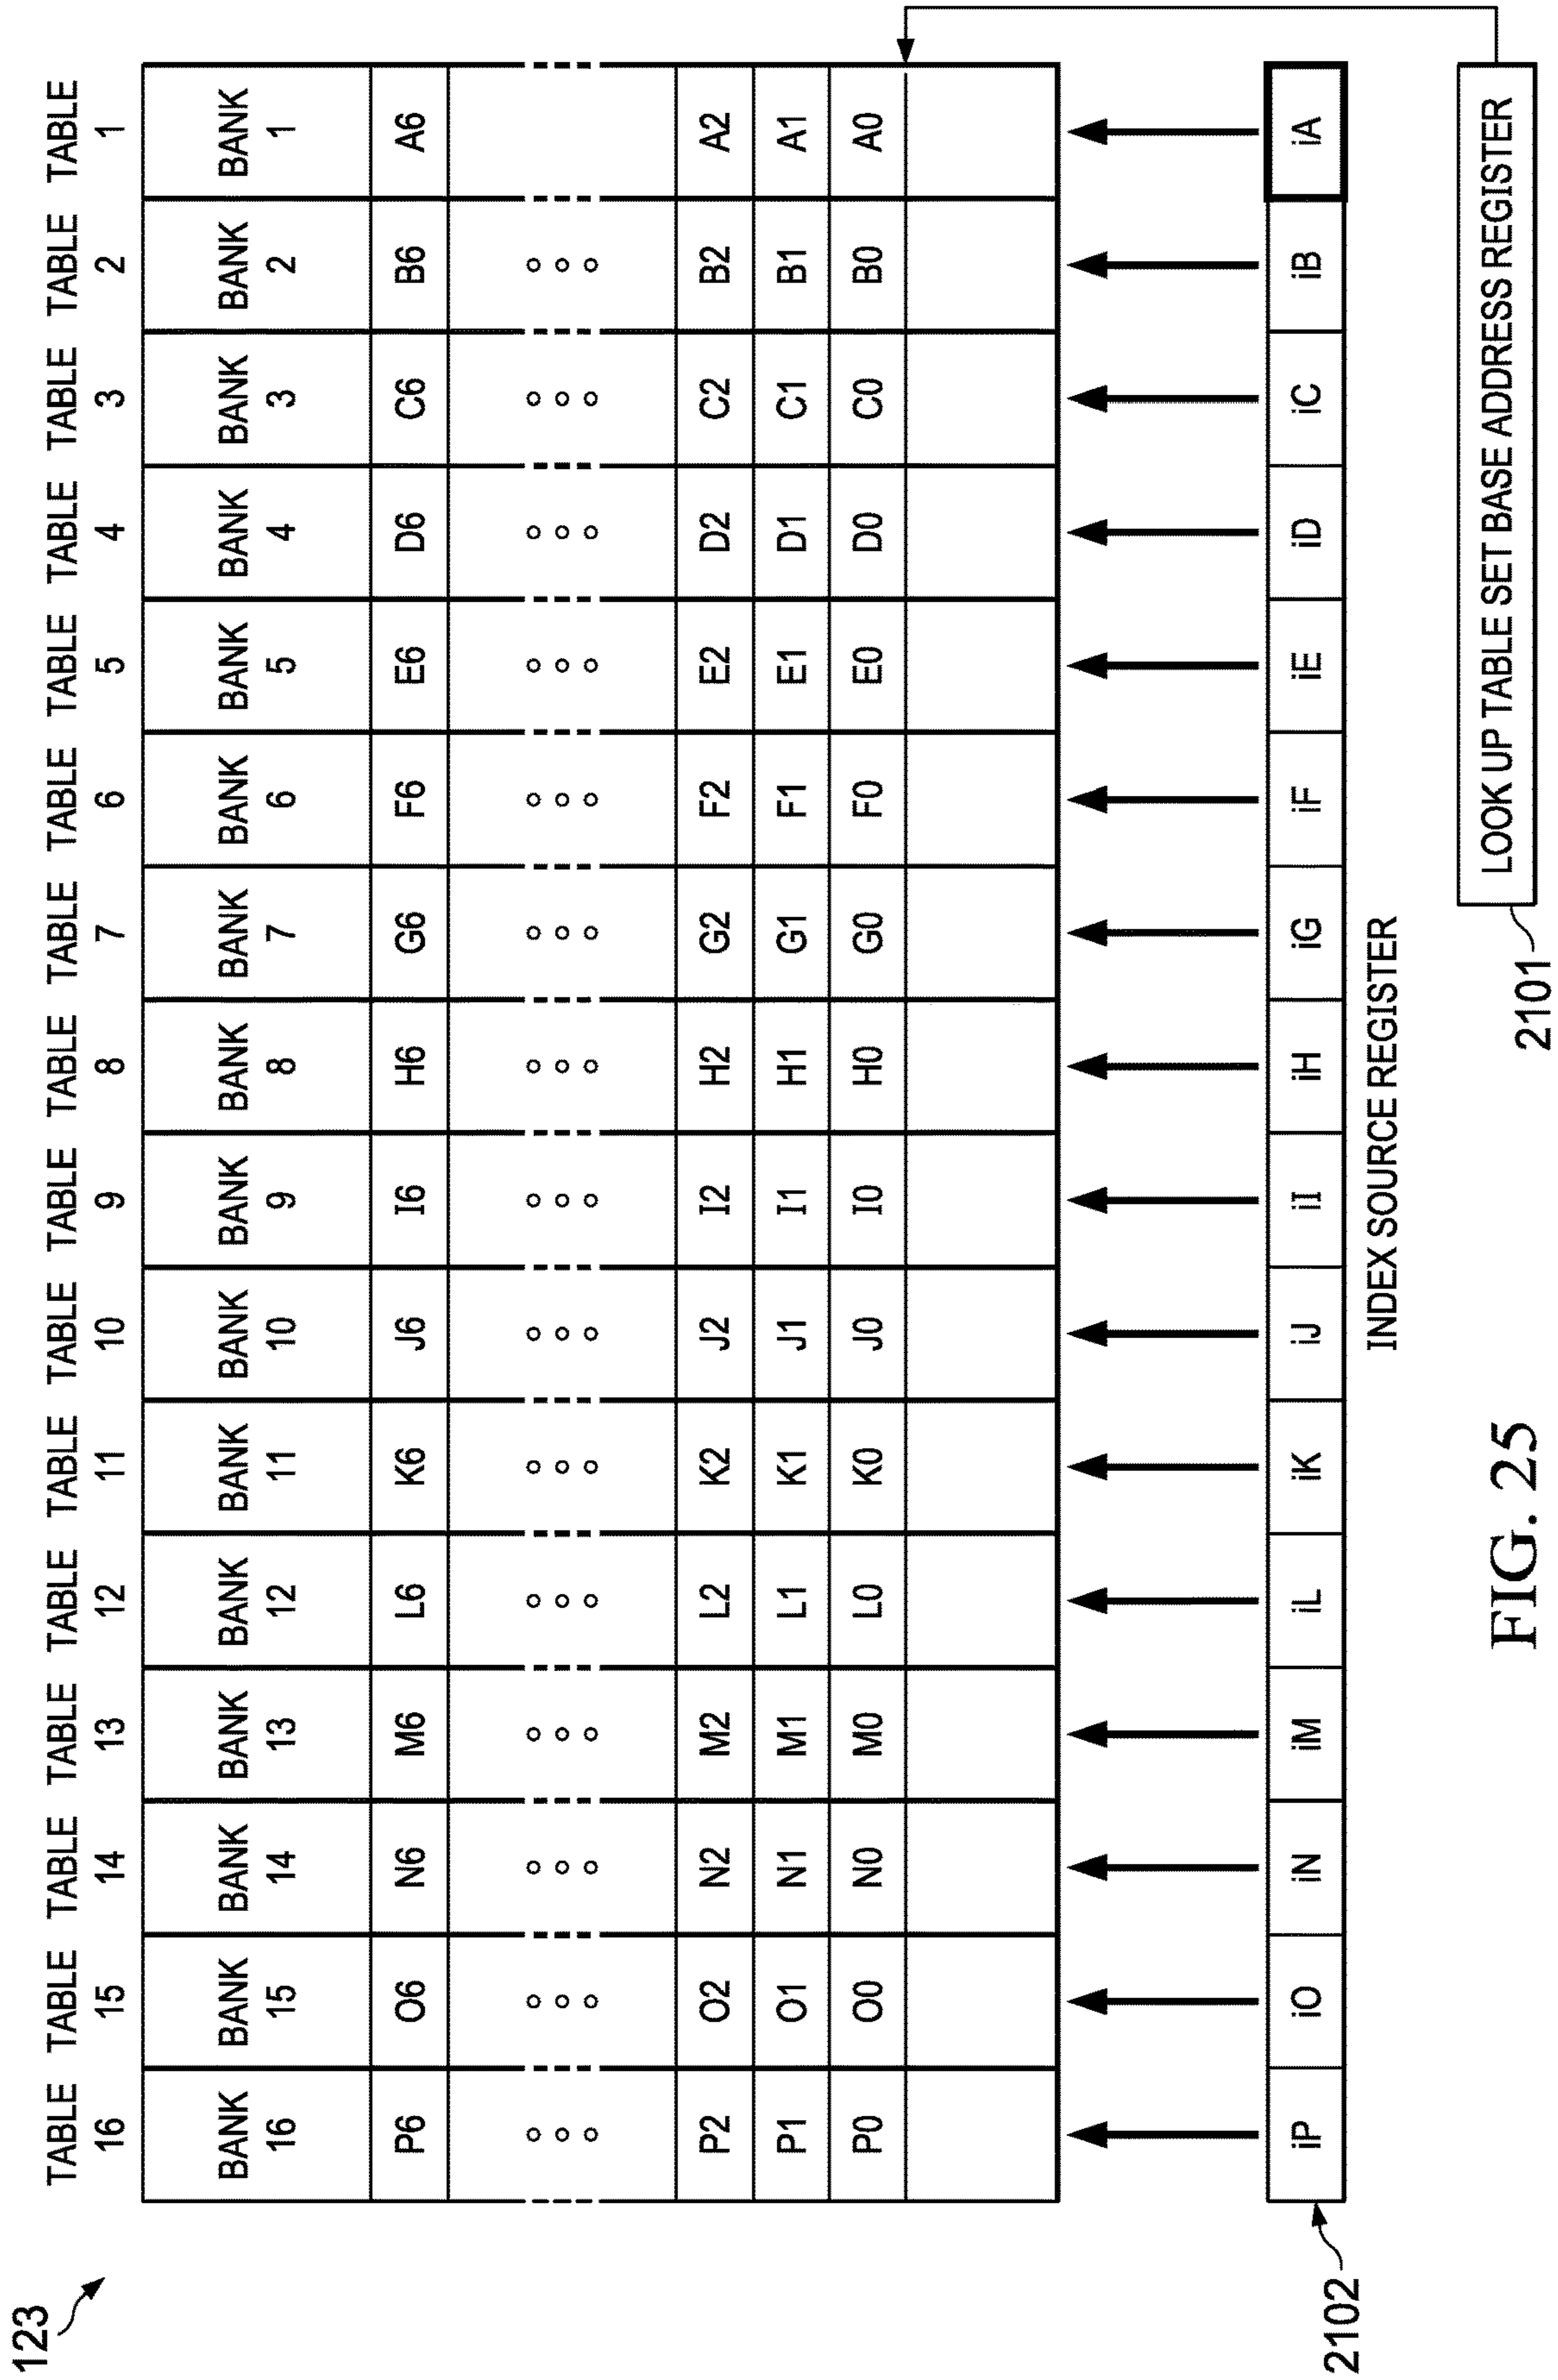 123
TABLE TABLE TABLE TABLE TABLE TABLE TABLE TABLE TABLE TABLE TABLE TABLE TABLE TABLE TABLE TABLE
16 15 14 13 12 11 10 9 8 7 6 5 4 3 2 1
BANK BANK BANK BANK BANK BANK BANK BANK BANK BANK BANK BANK BANK BANK BANK BANK
16 15 14 13 12 11 10 9 8 7 6 5 4 3 2 1
P6 O6 N6 M6 L6 K6 J6 I6 H6 G6 F6 E6 D6 C6 B6 A6
P2 O2 N2 M2 L2 K2 J2 I2 H2 G2 F2 E2 D2 C2 B2 A2
P1 O1 N1 M1 L1 K1 J1 I1 H1 G1 F1 E1 D1 C1 B1 A1
P0 O0 N0 M0 L0 K0 J0 I0 H0 G0 F0 E0 D0 C0 B0 A0
2102 iP iO iN iM iL iK iJ iI iH iG iF iE iD iC iB iA
INDEX SOURCE REGISTER
LOOK UP TABLE SET BASE ADDRESS REGISTER
2101
FIG. 25